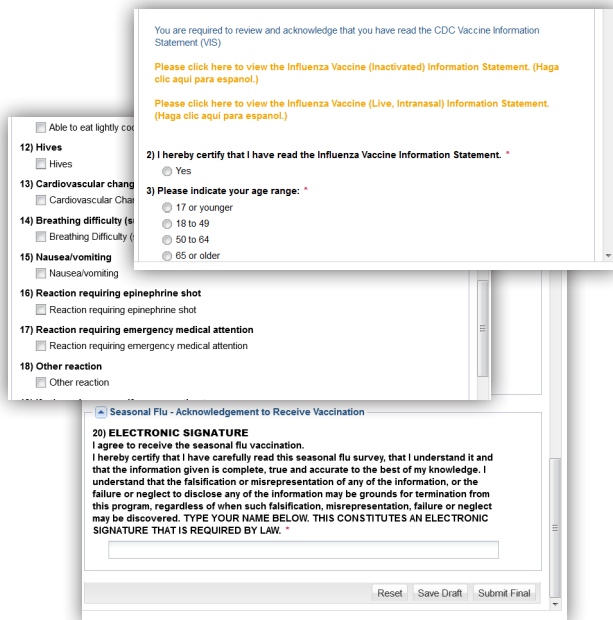 You are required to review and acknowledge that you have read the CDC Vaccine Information
Statement (VIS)
Please click here to view the Influenza Vaccine (Inactivated) Information Statement. (Haga
clic aqui para espanol.)
Please click here to view the Influenza Vaccine (Live, Intranasal) Information Statement.
(Haga clic aqui para espanol.)
2) I hereby certify that I have read the Influenza Vaccine Information Statement. *
Yes
3) Please indicate your age range: *
17 or younger
18 to 49
50 to 64
65 or older
Able to eat lightly
12) Hives
Hives
13) Cardiovascular
Cardiovascular
14) Breathing difficulty
Breathing Difficulty (
15) Nausea/vomiting
Nausea/vomiting
16) Reaction requiring epinephrine shot
Reaction requiring epinephrine shot
17) Reaction requiring emergency medical attention
Reaction requiring emergency medical attention
18) Other reaction
Other reaction
Seasonal Flu - Acknowledgement to Receive Vaccination
20) ELECTRONIC SIGNATURE
I agree to receive the seasonal flu vaccination.
I hereby certify that I have carefully read this seasonal flu survey, that I understand it and
that the information given is complete, true and accurate to the best of my knowledge. I
understand that the falsification or misrepresentation of any of the information, or the
failure or neglect to disclose any of the information may be grounds for termination from
this program, regardless of when such falsification, misrepresentation, failure or neglect
may be discovered. TYPE YOUR NAME BELOW. THIS CONSTITUTES AN ELECTRONIC
SIGNATURE THAT IS REQUIRED BY LAW. *
Reset Save Draft Submit Final